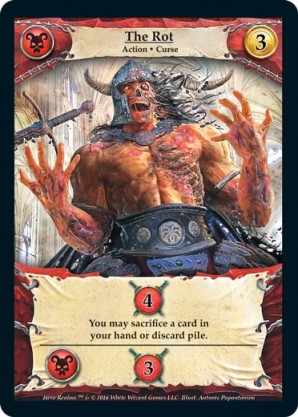 The Rot
Action • Curse
3
4
You may sacrifice a card in
your hand or discard pile.
3
Hero Realms™ & © 2016 White Wizard Games LLC Illust. Antonis Papantoniou